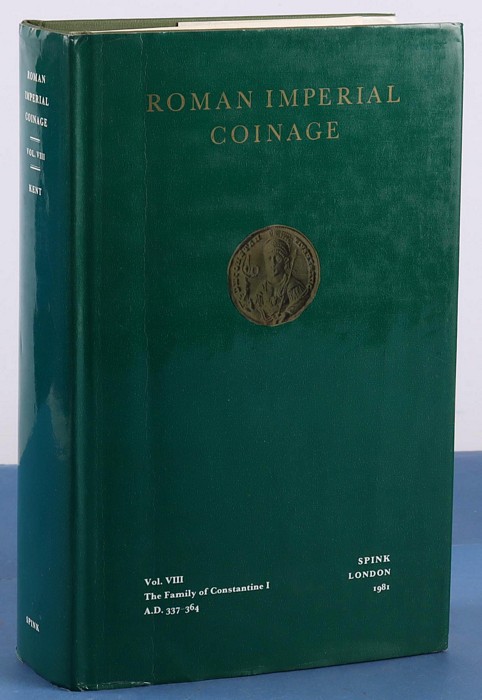 ROMAN
IMPERIAL
COINAGE
VOL. VIII
KENT
SPINK
ROMAN IMPERIAL
COINAGE
Vol. VIII
The Family of Constantine I
A.D. 337-364
SPINK
LONDON
1981